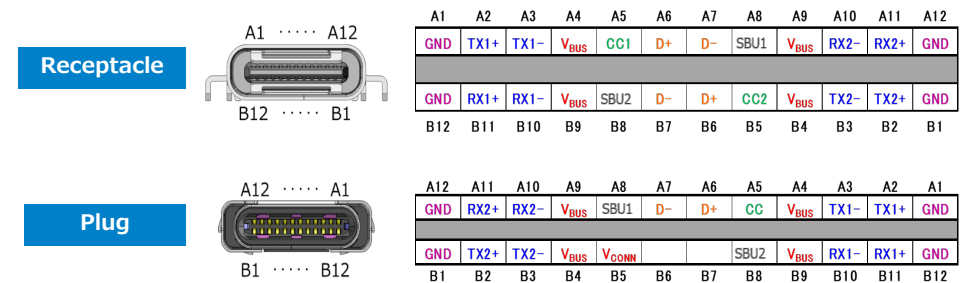 A1 A2 A3 A4 A5 A6 A7 A8 A9 A10 A11 A12
A1 ····· A12
GND TX1+ TX1− VBUS CC1 D+ D− SBU1 VBUS RX2− RX2+ GND
Receptacle
GND RX1+ RX1− VBUS SBU2 D− D+ CC2 VBUS TX2− TX2+ GND
B12 ····· B1
B12 B11 B10 B9 B8 B7 B6 B5 B4 B3 B2 B1
A12 ····· A1
A12 A11 A10 A9 A8 A7 A6 A5 A4 A3 A2 A1
GND RX2+ RX2− VBUS SBU1 D− D+ CC VBUS TX1− TX1+ GND
Plug
GND TX2+ TX2− VBUS VCONN SBU2 VBUS RX1− RX1+ GND
B1 ····· B12
B1 B2 B3 B4 B5 B6 B7 B8 B9 B10 B11 B12